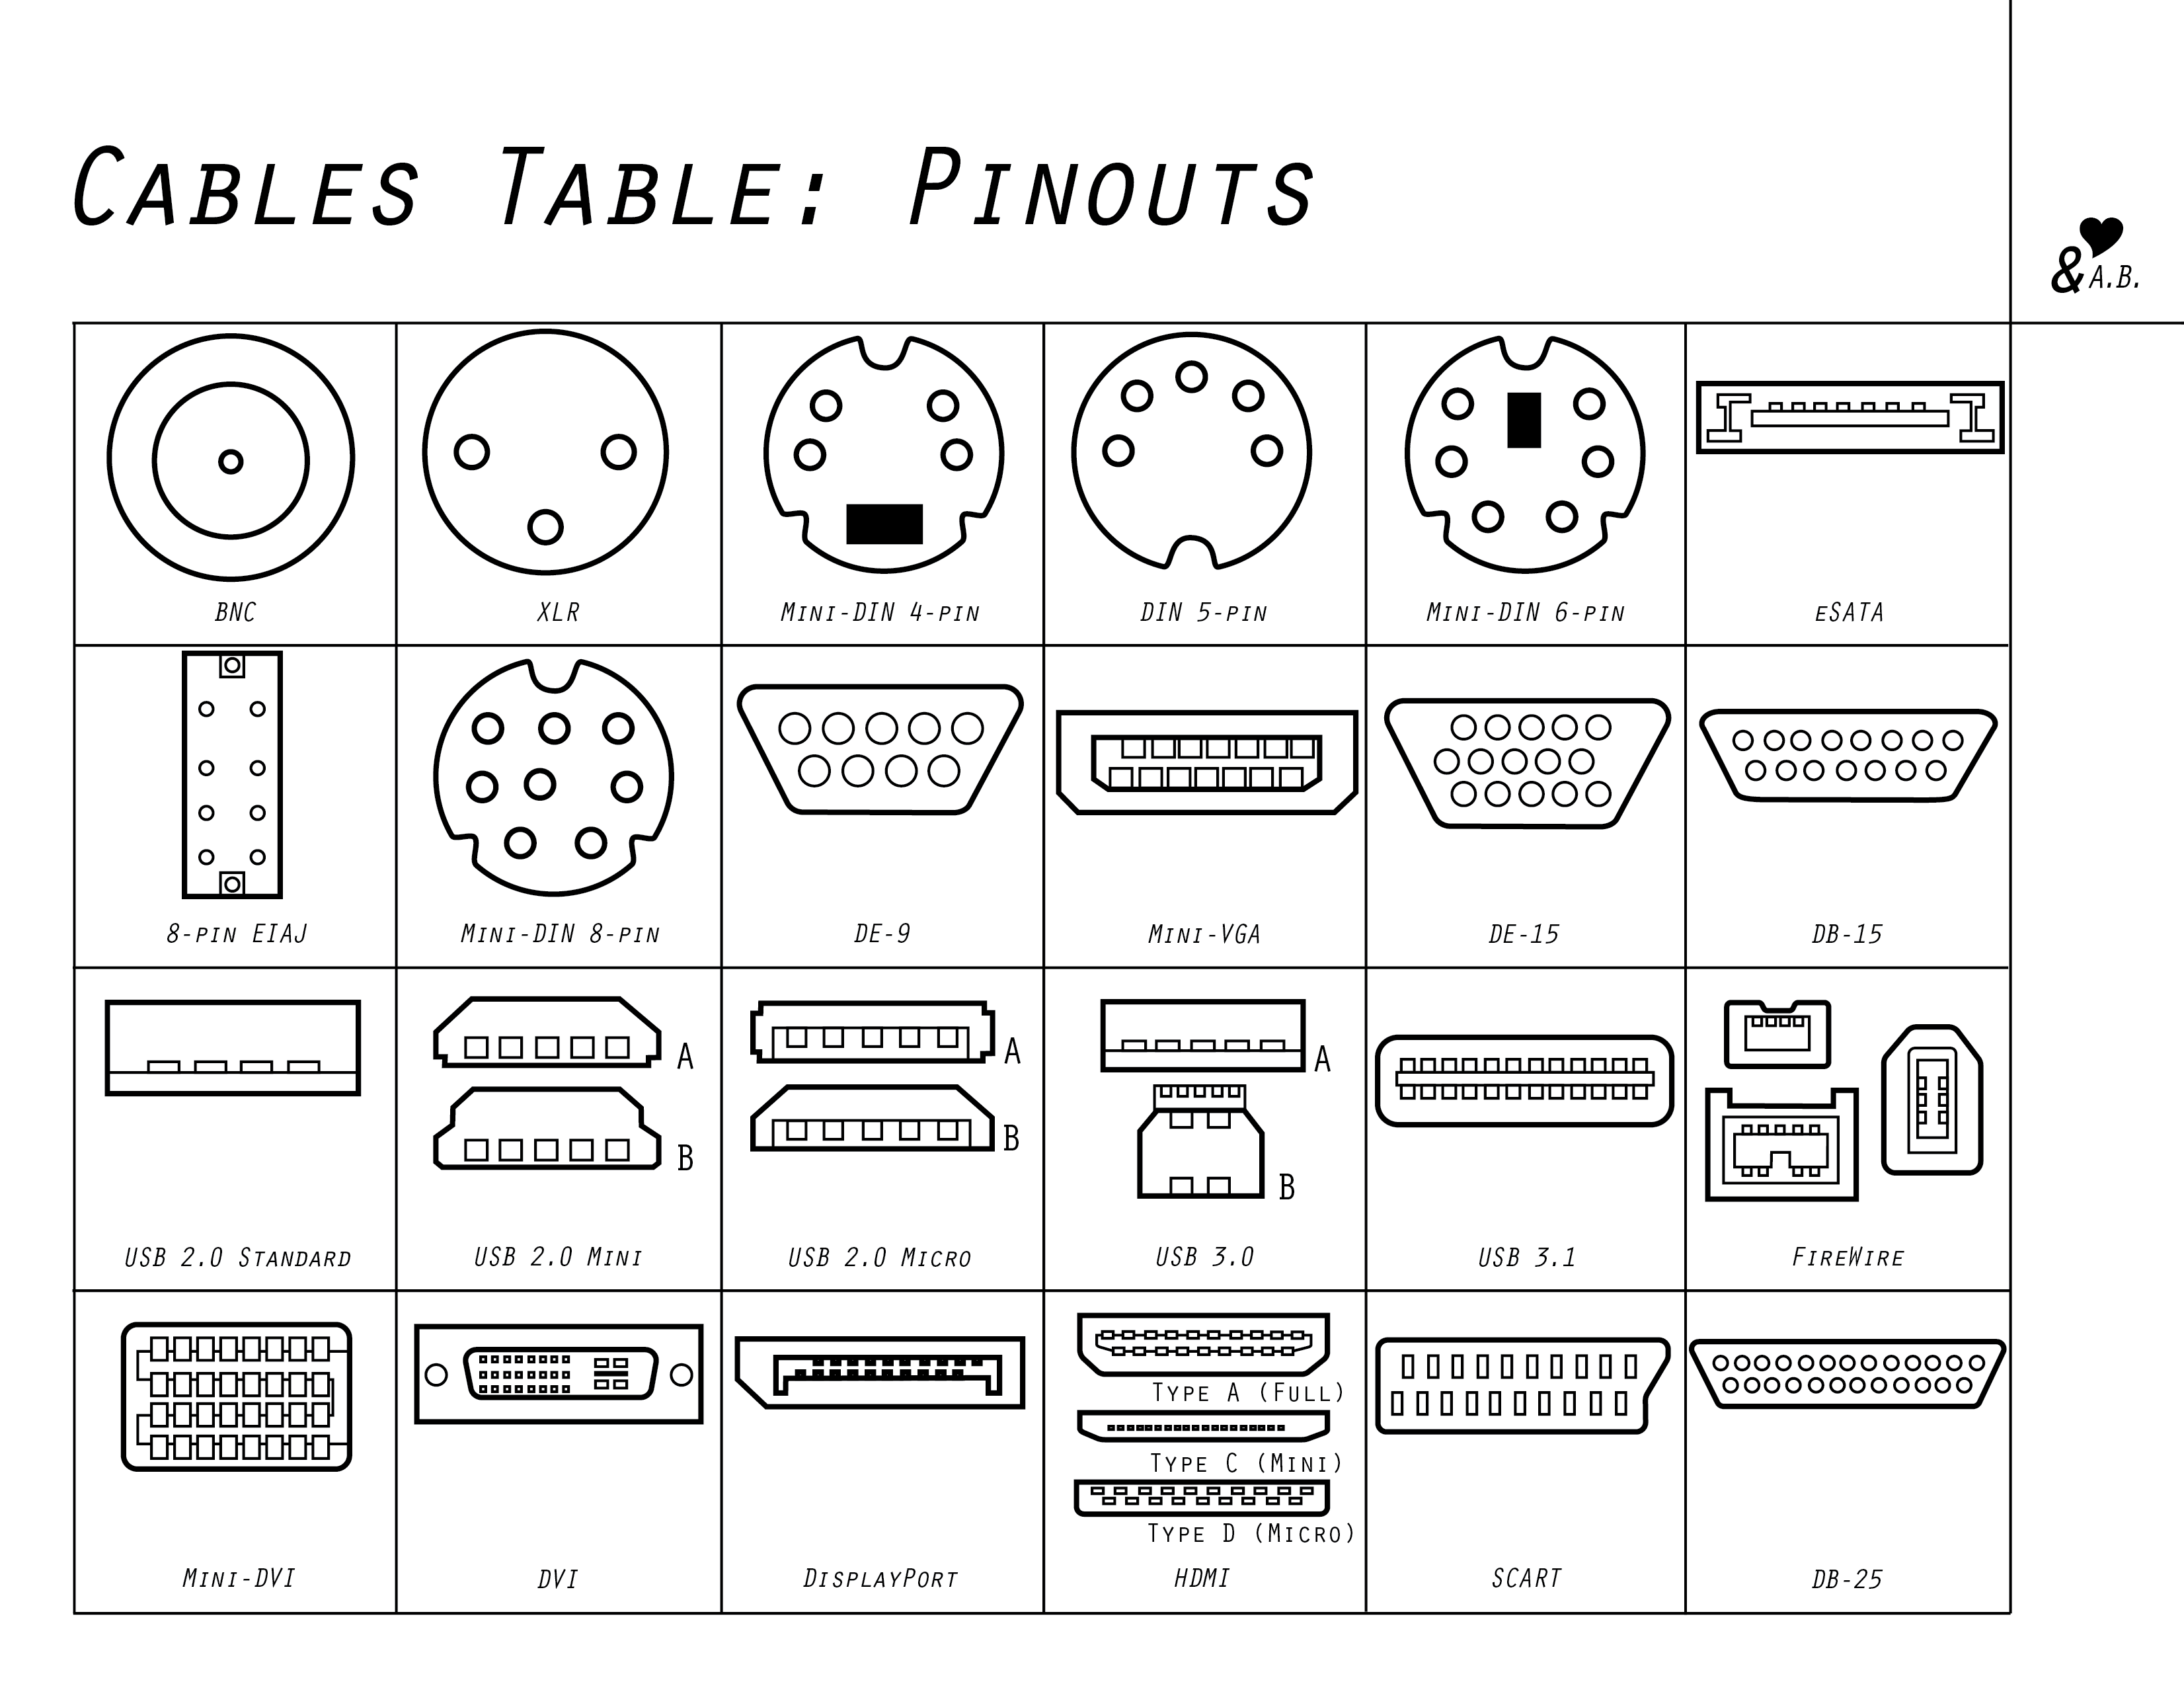 Cables Table: Pinouts
& A.B.
BNC
XLR
Mini-DIN 4-pin
DIN 5-pin
Mini-DIN 6-pin
eSATA
8-pin EIAJ
Mini-DIN 8-pin
DE-9
Mini-VGA
DE-15
DB-15
A
B
A
B
A
B
USB 2.0 Standard
USB 2.0 Mini
USB 2.0 Micro
USB 3.0
USB 3.1
FireWire
Type A (Full)
Type C (Mini)
Type D (Micro)
Mini-DVI
DVI
DisplayPort
HDMI
SCART
DB-25